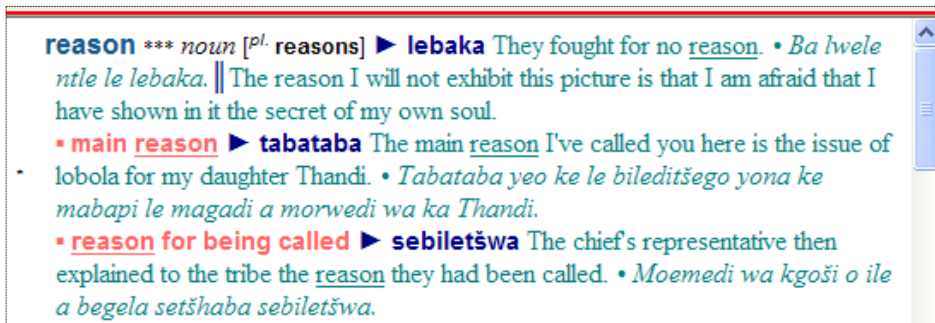 reason *** noun [pl. reasons] ► lebaka They fought for no reason. • Ba lwele
ntle le lebaka. ‖ The reason I will not exhibit this picture is that I am afraid that I
have shown in it the secret of my own soul.
▪ main reason ► tabataba The main reason I've called you here is the issue of
lobola for my daughter Thandi. • Tabataba yeo ke le bileditšego yona ke
mabapi le magadi a morwedi wa ka Thandi.
▪ reason for being called ► sebiletšwa The chief's representative then
explained to the tribe the reason they had been called. • Moemedi wa kgoši o ile
a begela setšhaba sebiletšwa.